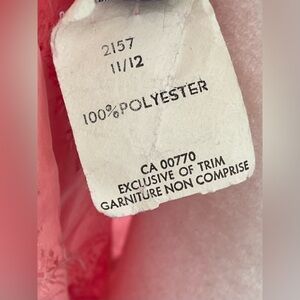 2157
11/12
100% POLYESTER
CA 00770
EXCLUSIVE OF TRIM
GARNITURE NON COMPRISE